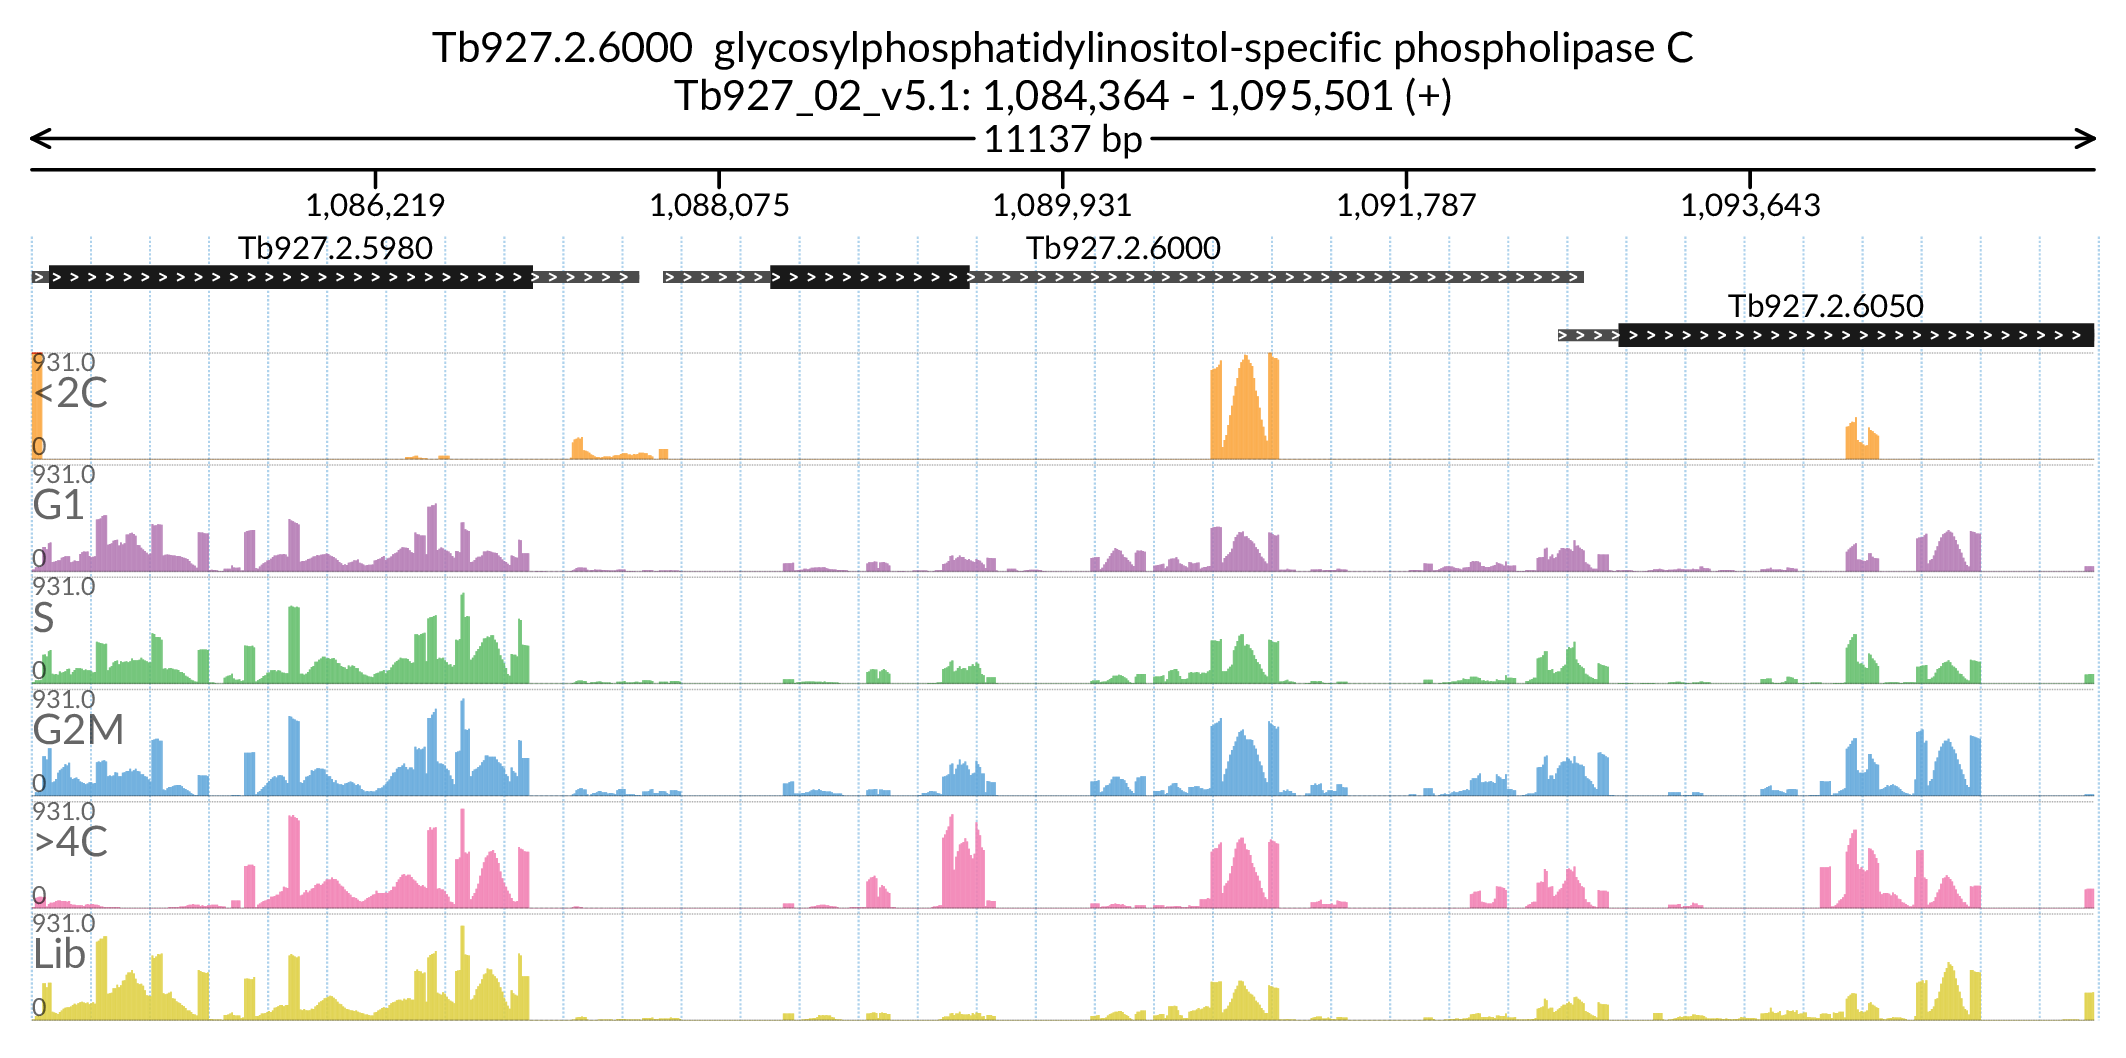 Tb927.2.6000 glycosylphosphatidylinositol-specific phospholipase C
Tb927_02_v5.1: 1,084,364 - 1,095,501 (+)
11137 bp
1,086,219 1,088,075 1,089,931 1,091,787 1,093,643
Tb927.2.5980 Tb927.2.6000
Tb927.2.6050
931.0
<2C
0
931.0
G1
0
931.0
S
0
931.0
G2M
0
931.0
>4C
0
931.0
Lib
0